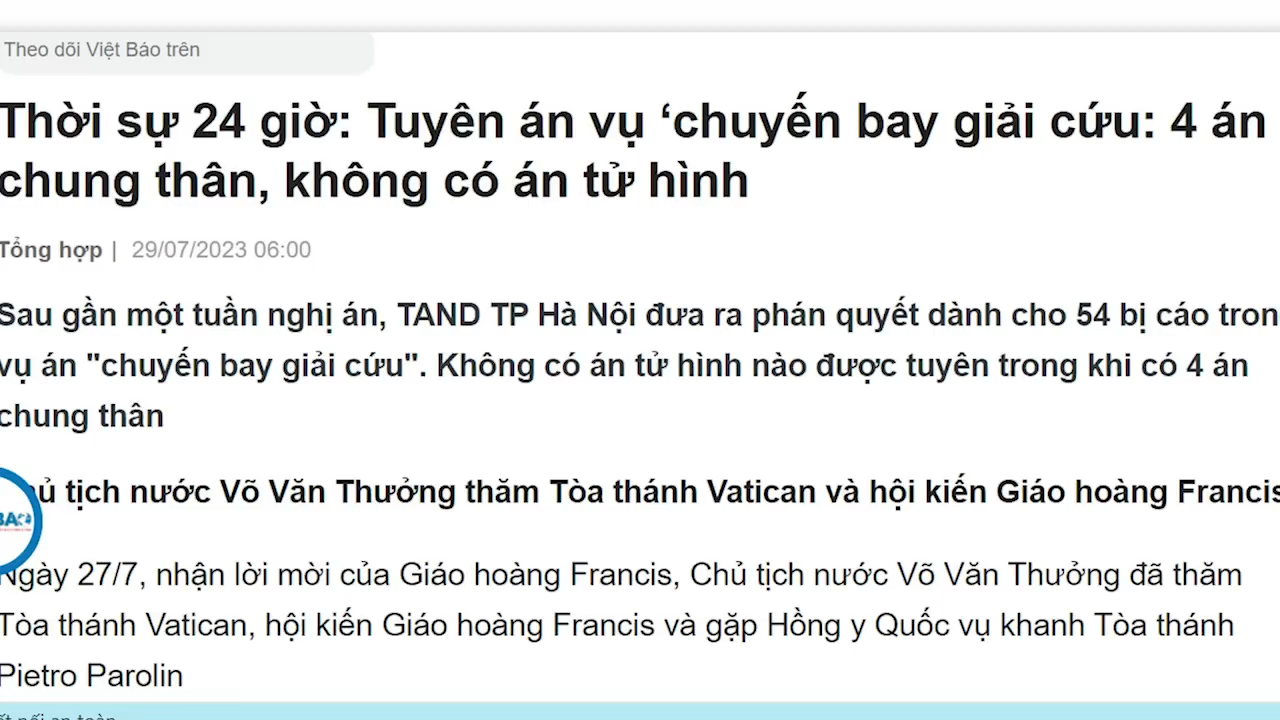 Theo dõi Việt Báo trên
Thời sự 24 giờ: Tuyên án vụ ‘chuyến bay giải cứu: 4 án
chung thân, không có án tử hình
Tổng hợp | 29/07/2023 06:00
Sau gần một tuần nghị án, TAND TP Hà Nội đưa ra phán quyết dành cho 54 bị cáo tron
vụ án "chuyến bay giải cứu". Không có án tử hình nào được tuyên trong khi có 4 án
chung thân
tịch nước Võ Văn Thưởng thăm Tòa thánh Vatican và hội kiến Giáo hoàng Francis
Ngày 27/7, nhận lời mời của Giáo hoàng Francis, Chủ tịch nước Võ Văn Thưởng đã thăm
Tòa thánh Vatican, hội kiến Giáo hoàng Francis và gặp Hồng y Quốc vụ khanh Tòa thánh
Pietro Parolin